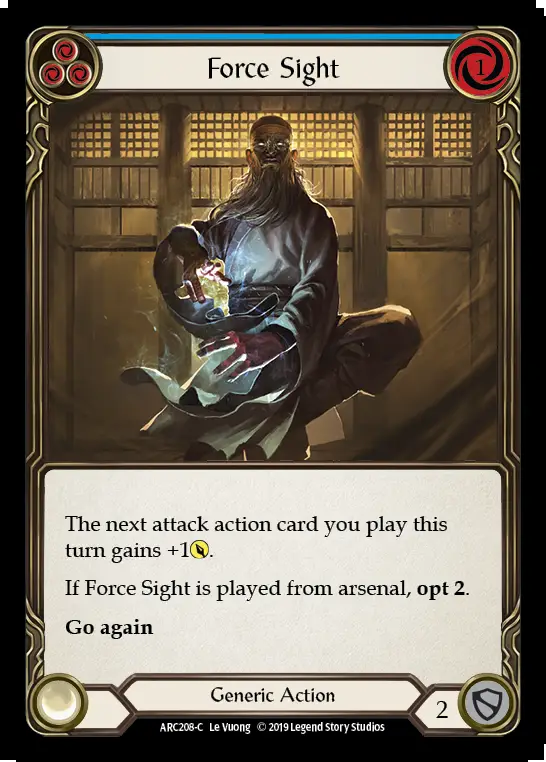 Force Sight
1
The next attack action card you play this
turn gains +1.
If Force Sight is played from arsenal, opt 2.
Go again
Generic Action
2
ARC208-C Le Vuong © 2019 Legend Story Studios